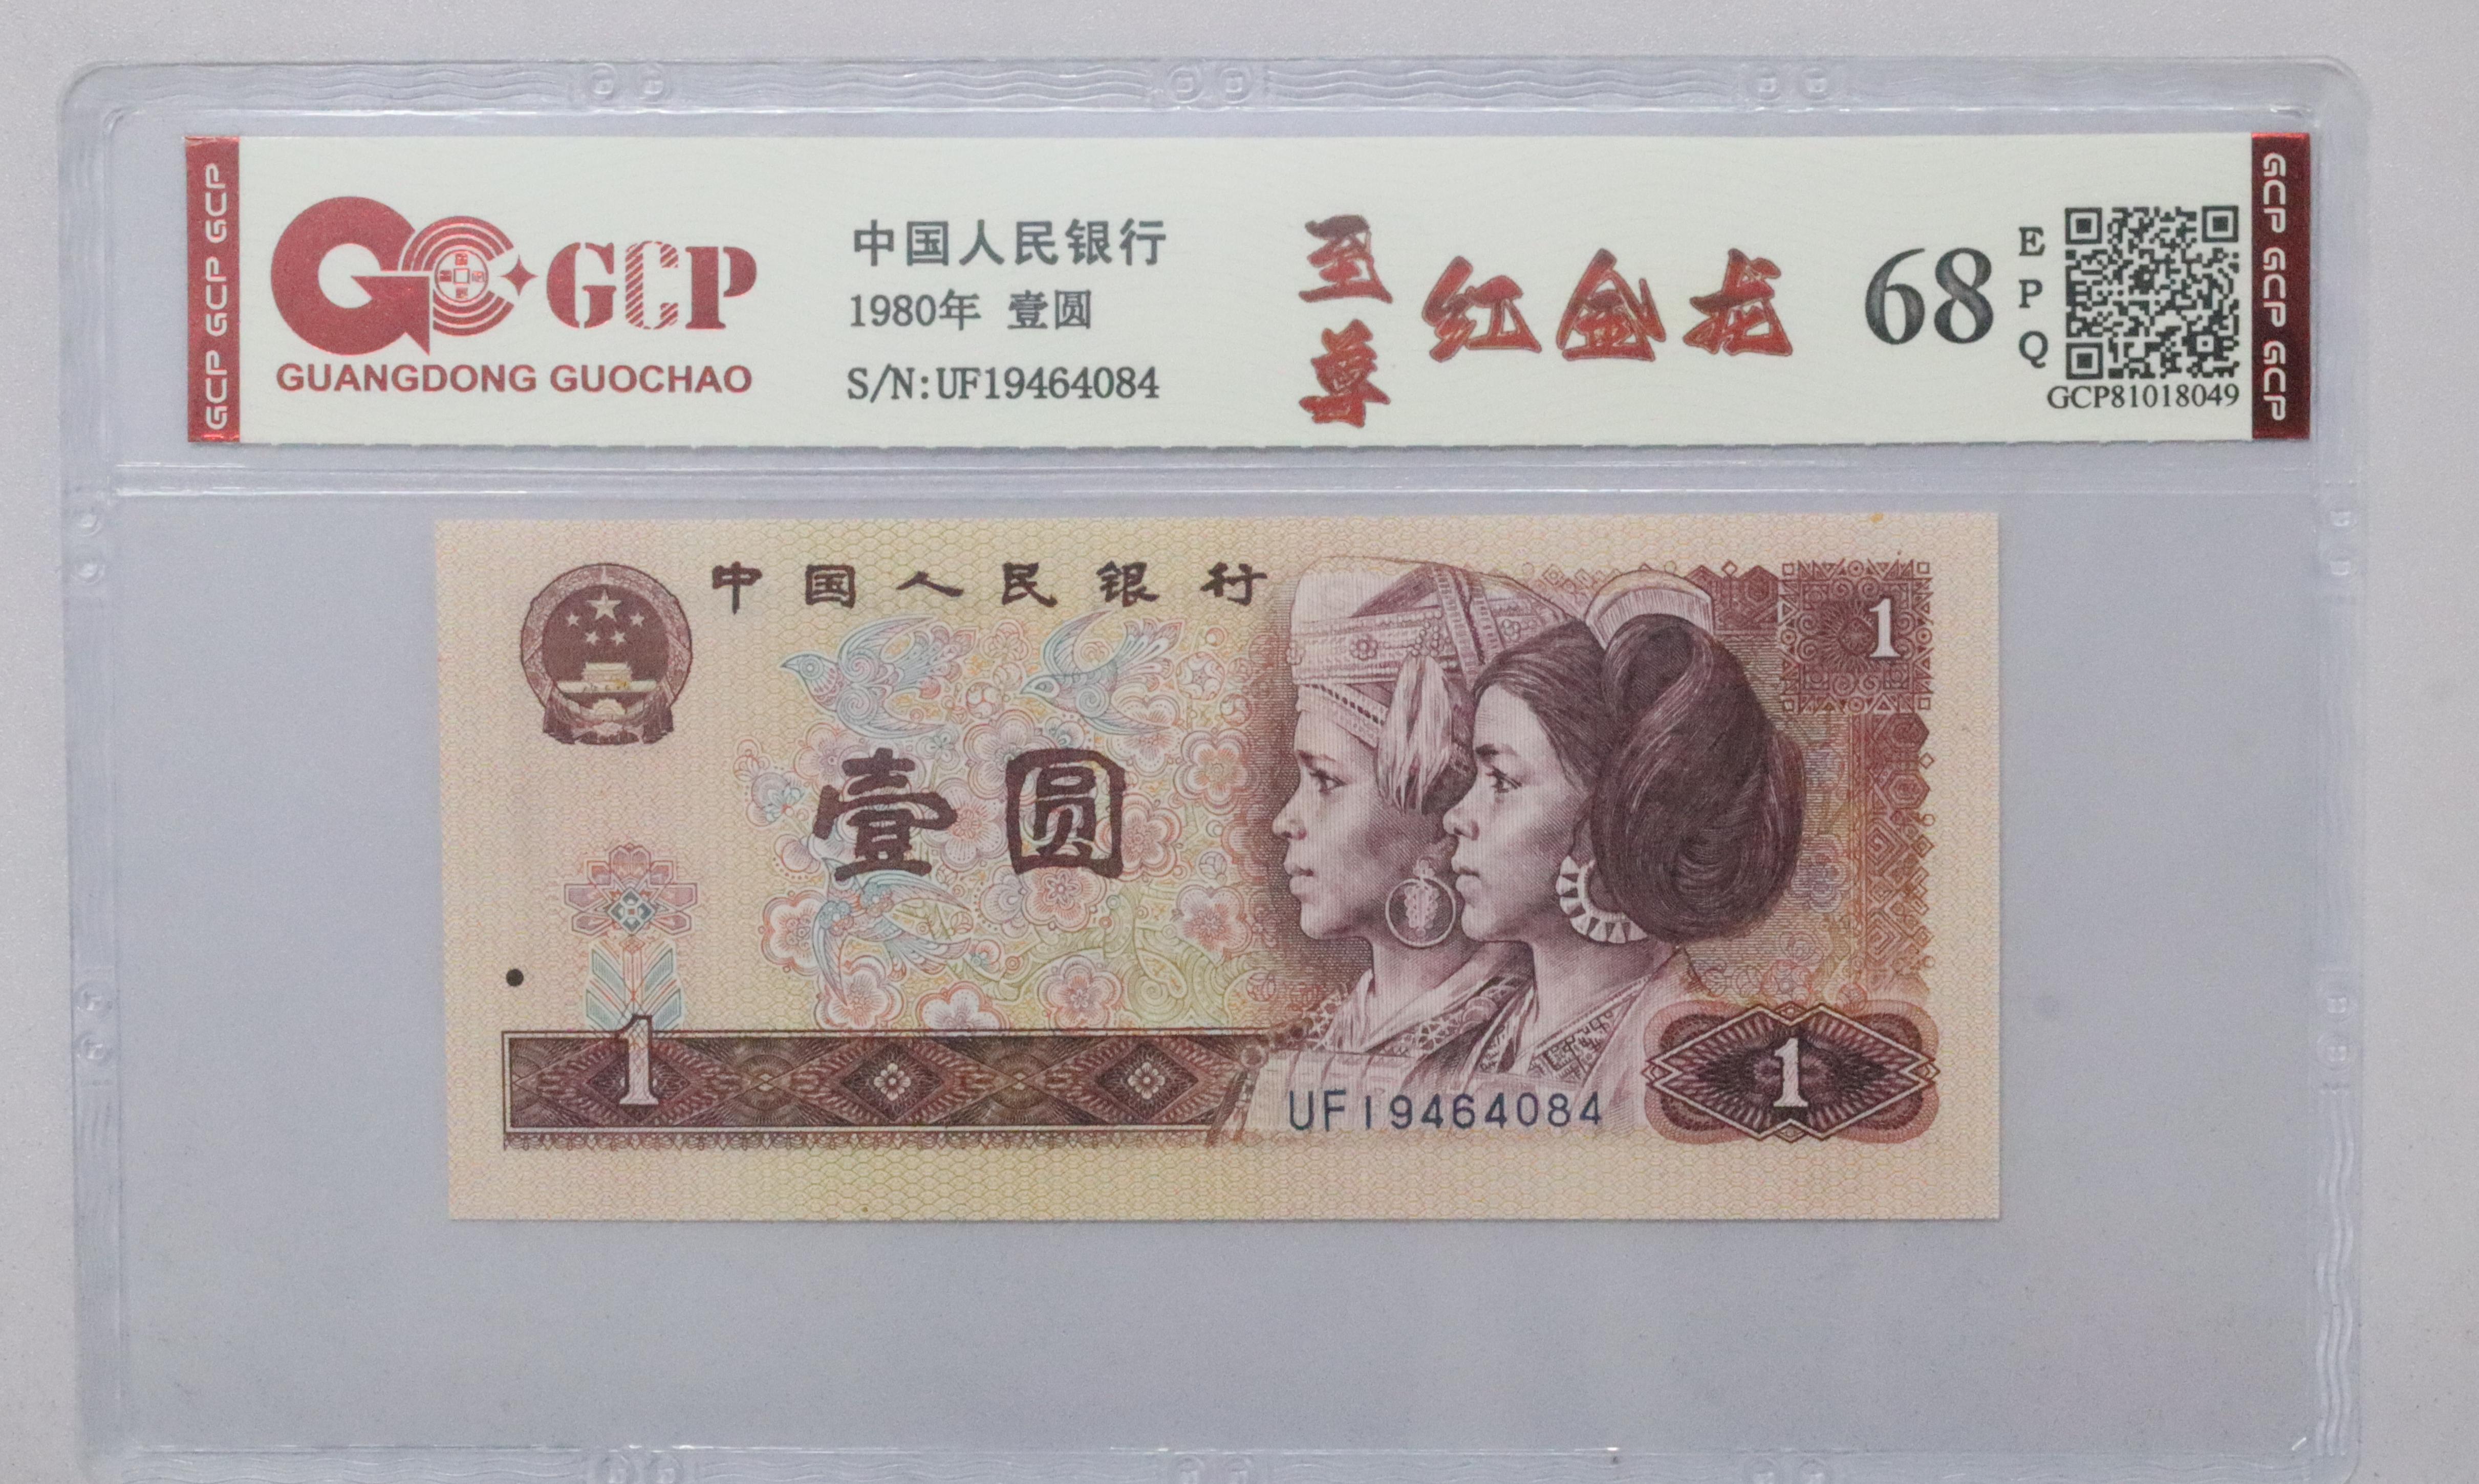 GCP GCP GCP
GCP
GUANGDONG GUOCHAO
中国人民银行
1980年 壹圆
S/N:UF19464084
至尊
红金龙
68
EPQ
GCP81018049
GCP GCP GCP
中国人民银行
1
壹圆
1
UF19464084
1